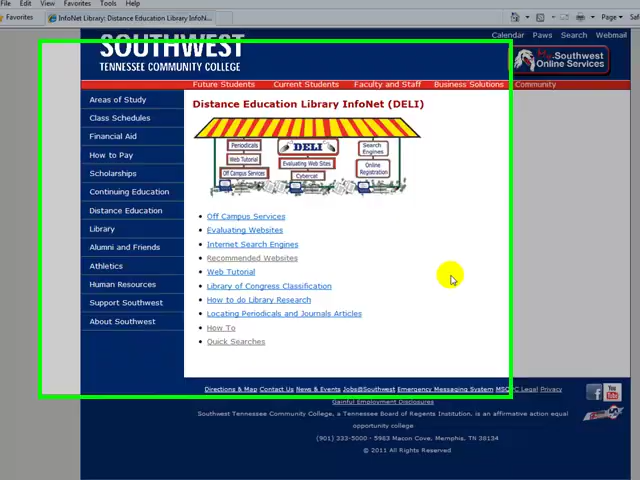 File Edit View Favorites Tools Help
Favorites InfoNet Library: Distance Education Library InfoN...
Page
Calendar Paws Search Webmail
SOUTHWEST
TENNESSEE COMMUNITY COLLEGE
My Southwest
Online Services
Future Students Current Students Faculty and Staff Business Solutions Community
Areas of Study
Class Schedules
Financial Aid
How to Pay
Scholarships
Continuing Education
Distance Education
Library
Alumni and Friends
Athletics
Human Resources
Support Southwest
About Southwest
Distance Education Library InfoNet (DELI)
Periodicals
Web Tutorial
Off Campus Services
DELI
Evaluating Web Sites
Cybercat
Search
Engines
Online
Registration
Off Campus Services
Evaluating Websites
Internet Search Engines
Recommended Websites
Web Tutorial
Library of Congress Classification
How to do Library Research
Locating Periodicals and Journals Articles
How To
Quick Searches
Directions & Map Contact Us News & Events Jobs@Southwest Emergency Messaging System Legal Privacy
Gainful Employment Disclosures
Southwest Tennessee Community College, a Tennessee Board of Regents Institution, is an affirmative action equal
opportunity college
(901) 333-5000 - 5983 Macon Cove, Memphis, TN 38134
© 2011 All Rights Reserved
You
Tube